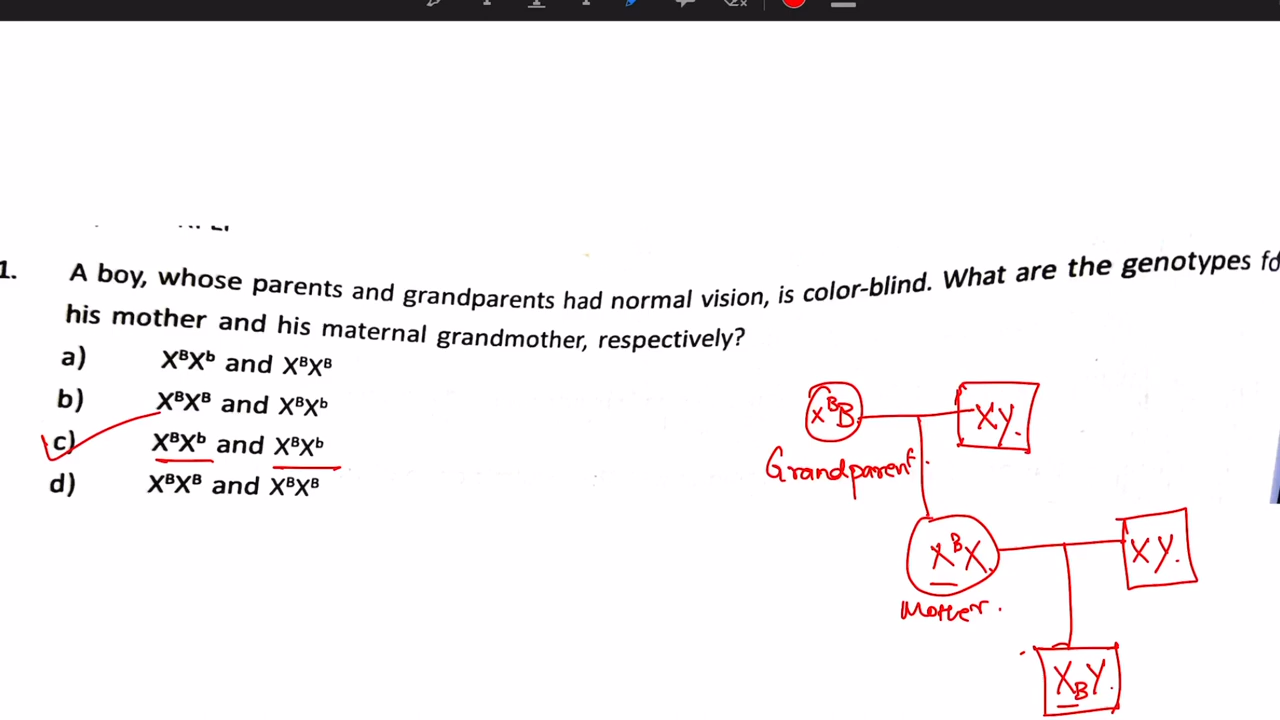 1. A boy, whose parents and grandparents had normal vision, is color-blind. What are the genotypes fo
his mother and his maternal grandmother, respectively?
a) XᴮXᵇ and XᴮXᴮ
b) XᴮXᴮ and XᴮXᵇ
c) XᴮXᵇ and XᴮXᵇ
d) XᴮXᴮ and XᴮXᴮ
XᴮB XY.
Grandparent.
XᴮX XY.
Mother.
X_BY.